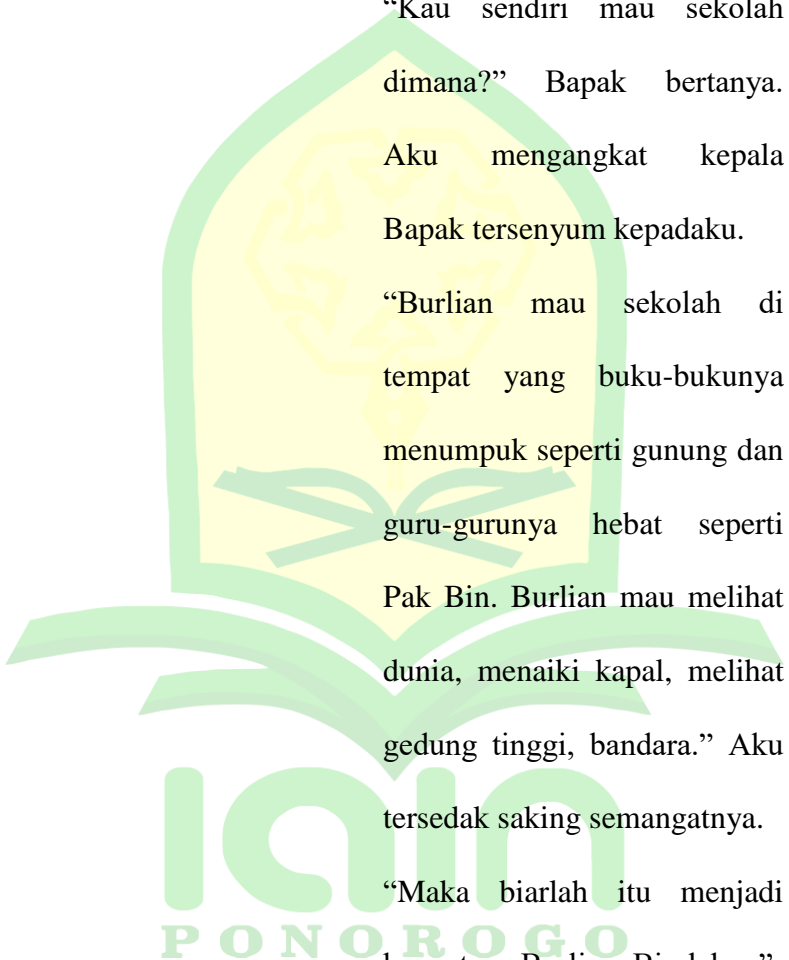 “Kau sendiri mau sekolah
dimana?” Bapak bertanya.
Aku mengangkat kepala
Bapak tersenyum kepadaku.
“Burlian mau sekolah di
tempat yang buku-bukunya
menumpuk seperti gunung dan
guru-gurunya hebat seperti
Pak Bin. Burlian mau melihat
dunia, menaiki kapal, melihat
gedung tinggi, bandara.” Aku
tersedak saking semangatnya.
“Maka biarlah itu menjadi
iain
PONOROGO